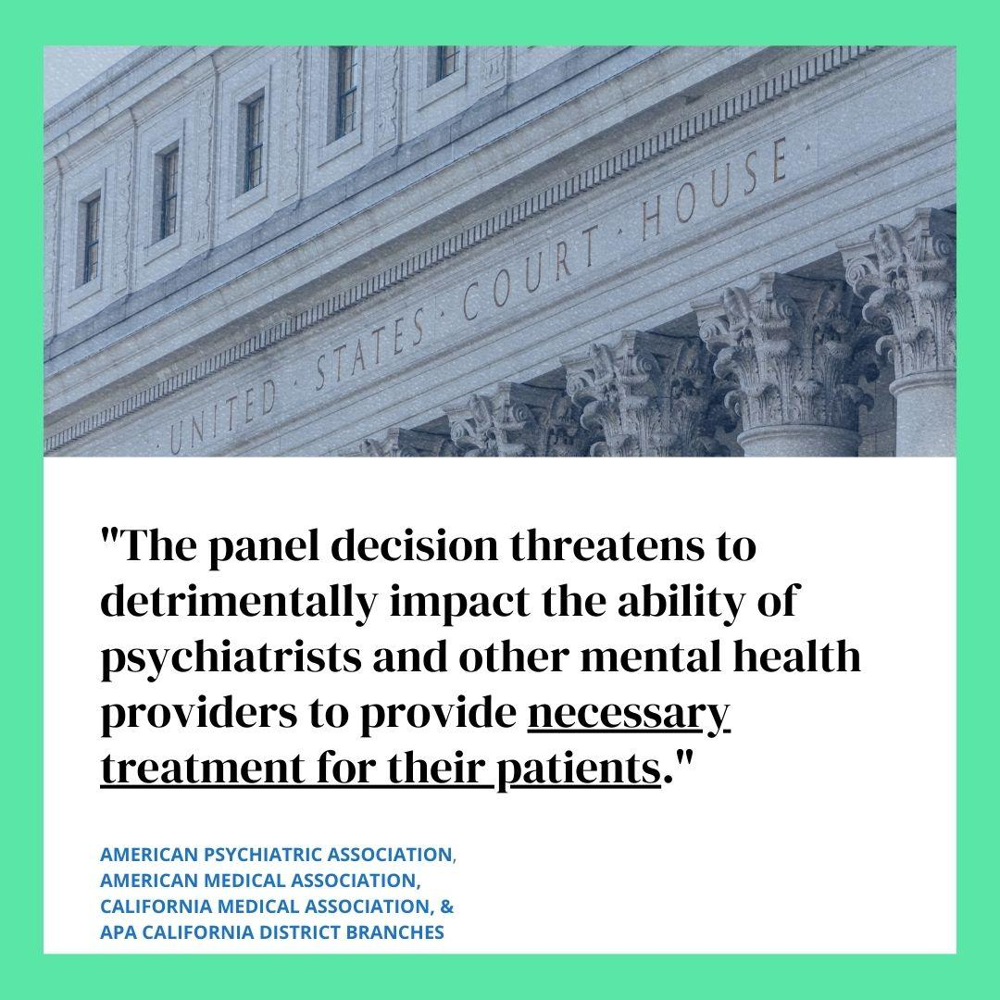 · UNITED · STATES · COURT · HOUSE ·
"The panel decision threatens to
detrimentally impact the ability of
psychiatrists and other mental health
providers to provide necessary
treatment for their patients."
AMERICAN PSYCHIATRIC ASSOCIATION,
AMERICAN MEDICAL ASSOCIATION,
CALIFORNIA MEDICAL ASSOCIATION, &
APA CALIFORNIA DISTRICT BRANCHES